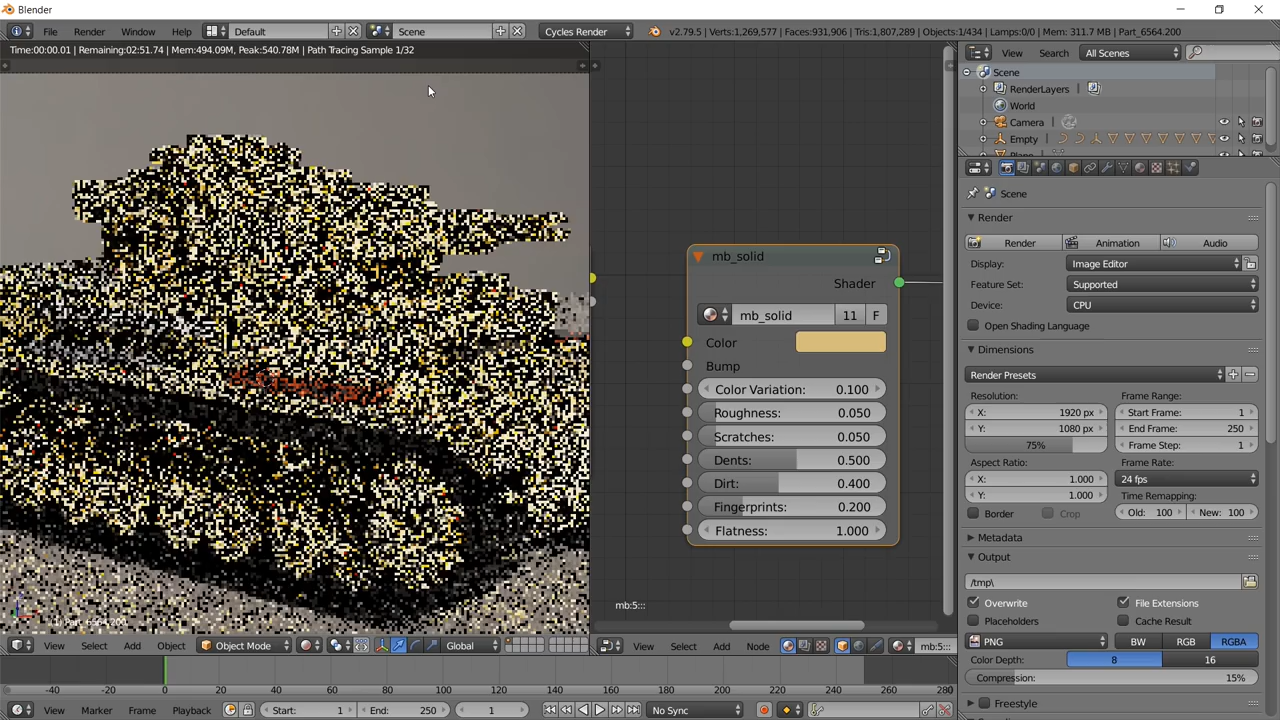 Blender
File Render Window Help Default Scene Cycles Render v2.79.5 | Verts:1,269,577 | Faces:931,906 | Tris:1,807,289 | Objects:1/434 | Lamps:0/0 | Mem: 311.7 MB | Part_6564.200
Time:00:00.01 | Remaining:02:51.74 | Mem:494.09M, Peak:540.78M | Path Tracing Sample 1/32
View Search All Scenes
Scene
RenderLayers |
World
Camera |
Empty |
Scene
Render
Render Animation Audio
Display: Image Editor
Feature Set: Supported
Device: CPU
Open Shading Language
Dimensions
Render Presets
Resolution: Frame Range:
X: 1920 px Start Frame: 1
Y: 1080 px End Frame: 250
75% Frame Step: 1
Aspect Ratio: Frame Rate:
X: 1.000 24 fps
Y: 1.000 Time Remapping:
Border Crop Old: 100 New: 100
Metadata
Output
/tmp\
Overwrite File Extensions
Placeholders Cache Result
PNG BW RGB RGBA
Color Depth: 8 16
Compression: 15%
Freestyle
mb_solid
Shader
mb_solid 11 F
Color
Bump
Color Variation: 0.100
Roughness: 0.050
Scratches: 0.050
Dents: 0.500
Dirt: 0.400
Fingerprints: 0.200
Flatness: 1.000
mb:5:::
(1) Part_6564.200
View Select Add Object Object Mode Global
View Select Add Node mb:5:::
-40 -20 0 20 40 60 80 100 120 140 160 180 200 220 240 260 280
View Marker Frame Playback Start: 1 End: 250 1 No Sync